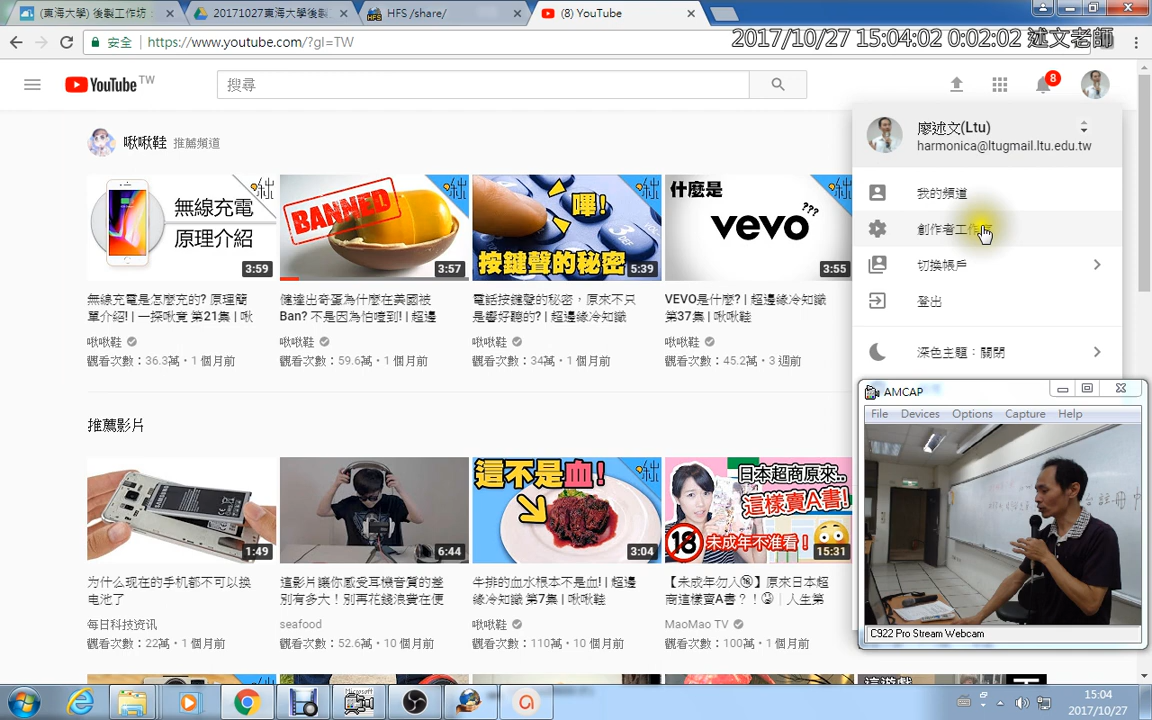 (東海大學) 後製工作坊
20171027東海大學後製
HFS /share/
(8) YouTube
安全
https://www.youtube.com/?gl=TW
2017/10/27 15:04:02 0:02:02 述文老師
YouTube TW
搜尋
8
廖述文(Ltu)
harmonica@ltugmail.ltu.edu.tw
我的頻道
創作者工作
切換帳戶
登出
深色主題：關閉
啾啾鞋 推薦頻道
無線充電
原理介紹
3:59
BANNED
3:57
嗶!
按鍵聲的秘密
5:39
什麼是
vevo
???
3:55
無線充電是怎麼充的? 原理簡
單介紹! | 一探啾竟 第21集 | 啾
啾啾鞋
觀看次數：36.3萬 • 1 個月前
健達出奇蛋為什麼在美國被
Ban? 不是因為怕噎到! | 超邊
啾啾鞋
觀看次數：59.6萬 • 1 個月前
電話按鍵聲的秘密，原來不只
是響好聽的? | 超邊緣冷知識
啾啾鞋
觀看次數：34萬 • 1 個月前
VEVO是什麼? | 超邊緣冷知識
第37集 | 啾啾鞋
啾啾鞋
觀看次數：45.2萬 • 3 週前
推薦影片
1:49
6:44
這不是血!
3:04
日本超商原來..
這樣賣A書!
18
未成年不准看！
15:31
为什么现在的手机都不可以换
电池了
每日科技资讯
觀看次數：22萬 • 1 個月前
這影片讓你感受耳機音質的差
別有多大! 別再花錢浪費在便
seafood
觀看次數：52.6萬 • 10 個月前
牛排的血水根本不是血! | 超邊
緣冷知識 第7集 | 啾啾鞋
啾啾鞋
觀看次數：110萬 • 10 個月前
【未成年勿入🔞】原來日本超
商這樣賣A書？！😲｜人生第
MaoMao TV
觀看次數：100萬 • 1 個月前
AMCAP
File Devices Options Capture Help
C922 Pro Stream Webcam
15:04
2017/10/27